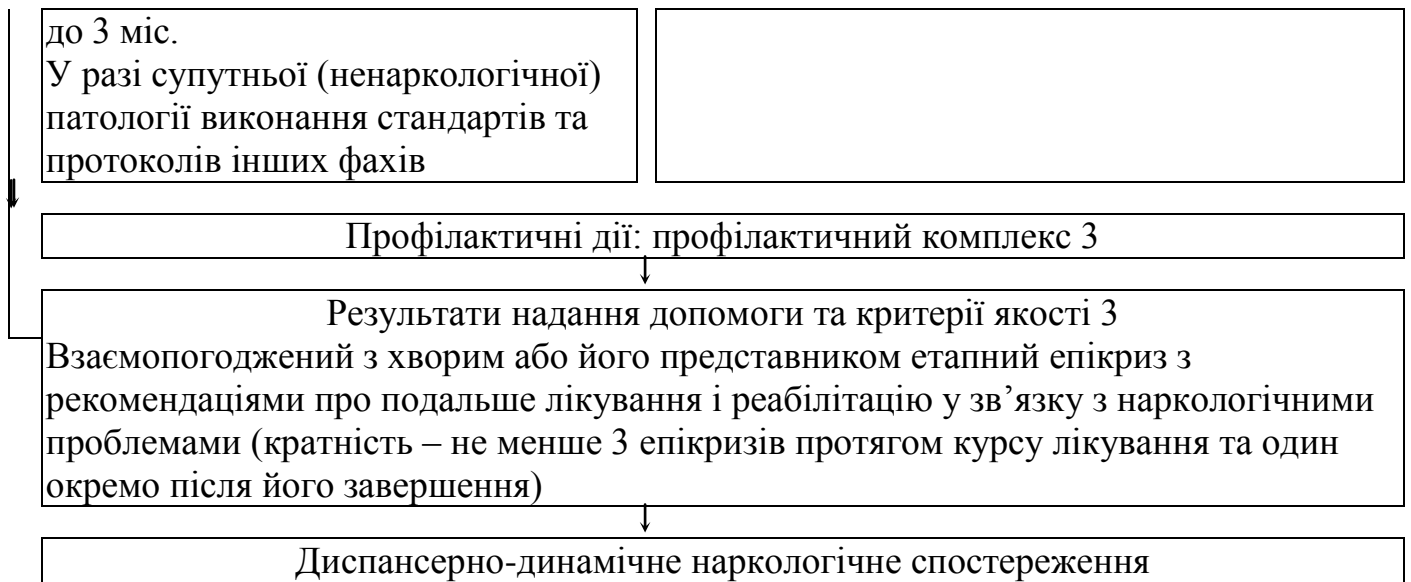 до 3 міс.
У разі супутньої (ненаркологічної)
патології виконання стандартів та
протоколів інших фахів
Профілактичні дії: профілактичний комплекс 3
Результати надання допомоги та критерії якості 3
Взаємопогоджений з хворим або його представником етапний епікриз з
рекомендаціями про подальше лікування і реабілітацію у зв’язку з наркологічними
проблемами (кратність – не менше 3 епікризів протягом курсу лікування та один
окремо після його завершення)
Диспансерно-динамічне наркологічне спостереження